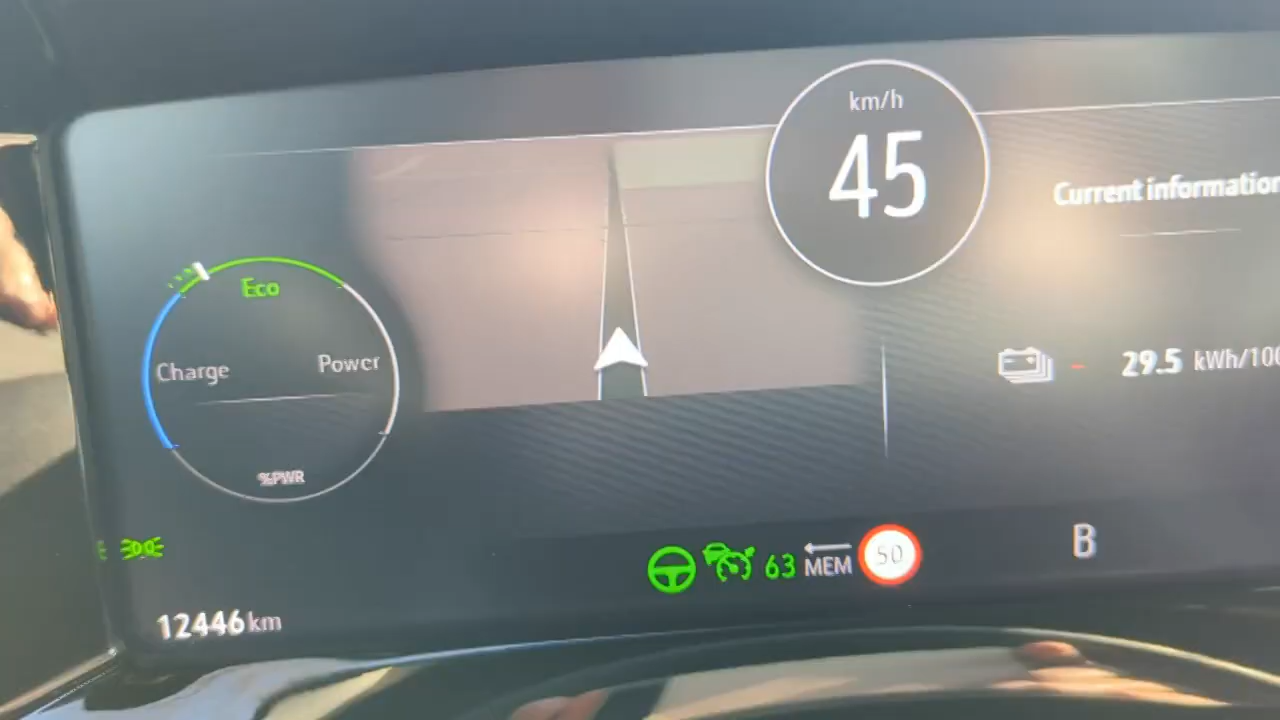 km/h
45
Current information
Eco
Charge
Power
29.5 kWh/100
%PWR
63 MEM 50
B
12446 km